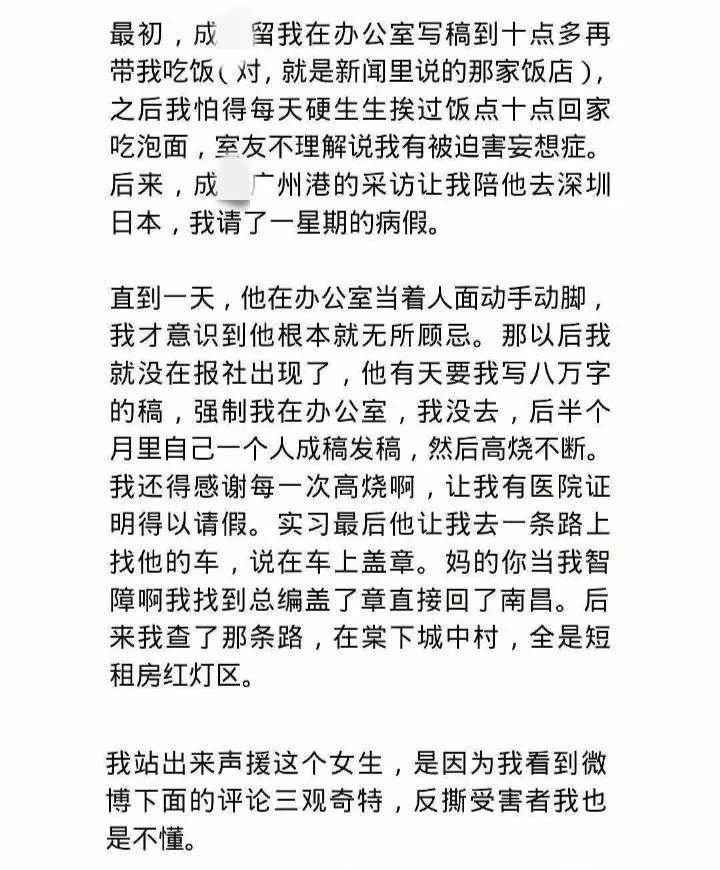 最初，成 留我在办公室写稿到十点多再
带我吃饭（对，就是新闻里说的那家饭店），
之后我怕得每天硬生生挨过饭点十点回家
吃泡面，室友不理解说我有被迫害妄想症。
后来，成 广州港的采访让我陪他去深圳
日本，我请了一星期的病假。
直到一天，他在办公室当着人面动手动脚，
我才意识到他根本就无所顾忌。那以后我
就没在报社出现了，他有天要我写八万字
的稿，强制我在办公室，我没去，后半个
月里自己一个人成稿发稿，然后高烧不断。
我还得感谢每一次高烧啊，让我有医院证
明得以请假。实习最后他让我去一条路上
找他的车，说在车上盖章。妈的你当我智
障啊我找到总编盖了章直接回了南昌。后
来我查了那条路，在棠下城中村，全是短
租房红灯区。
我站出来声援这个女生，是因为我看到微
博下面的评论三观奇特，反撕受害者我也
是不懂。